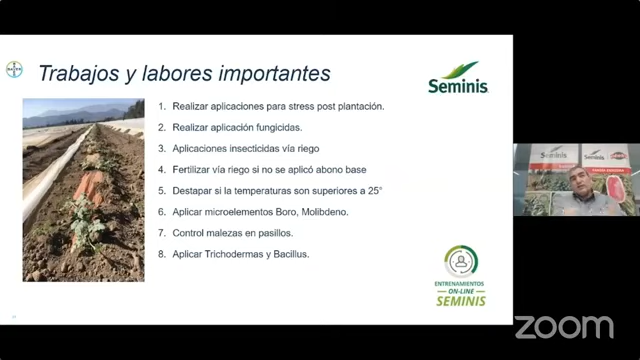 Trabajos y labores importantes
Seminis
1. Realizar aplicaciones para stress post plantación.
2. Realizar aplicación fungicidas.
3. Aplicaciones insecticidas vía riego
4. Fertilizar vía riego si no se aplicó abono base
5. Destapar si la temperaturas son superiores a 25°
6. Aplicar microelementos Boro, Molibdeno.
7. Control malezas en pasillos.
8. Aplicar Trichodermas y Bacillus.
ENTRENAMIENTOS
ON-LINE
SEMINIS
Seminis
zoom